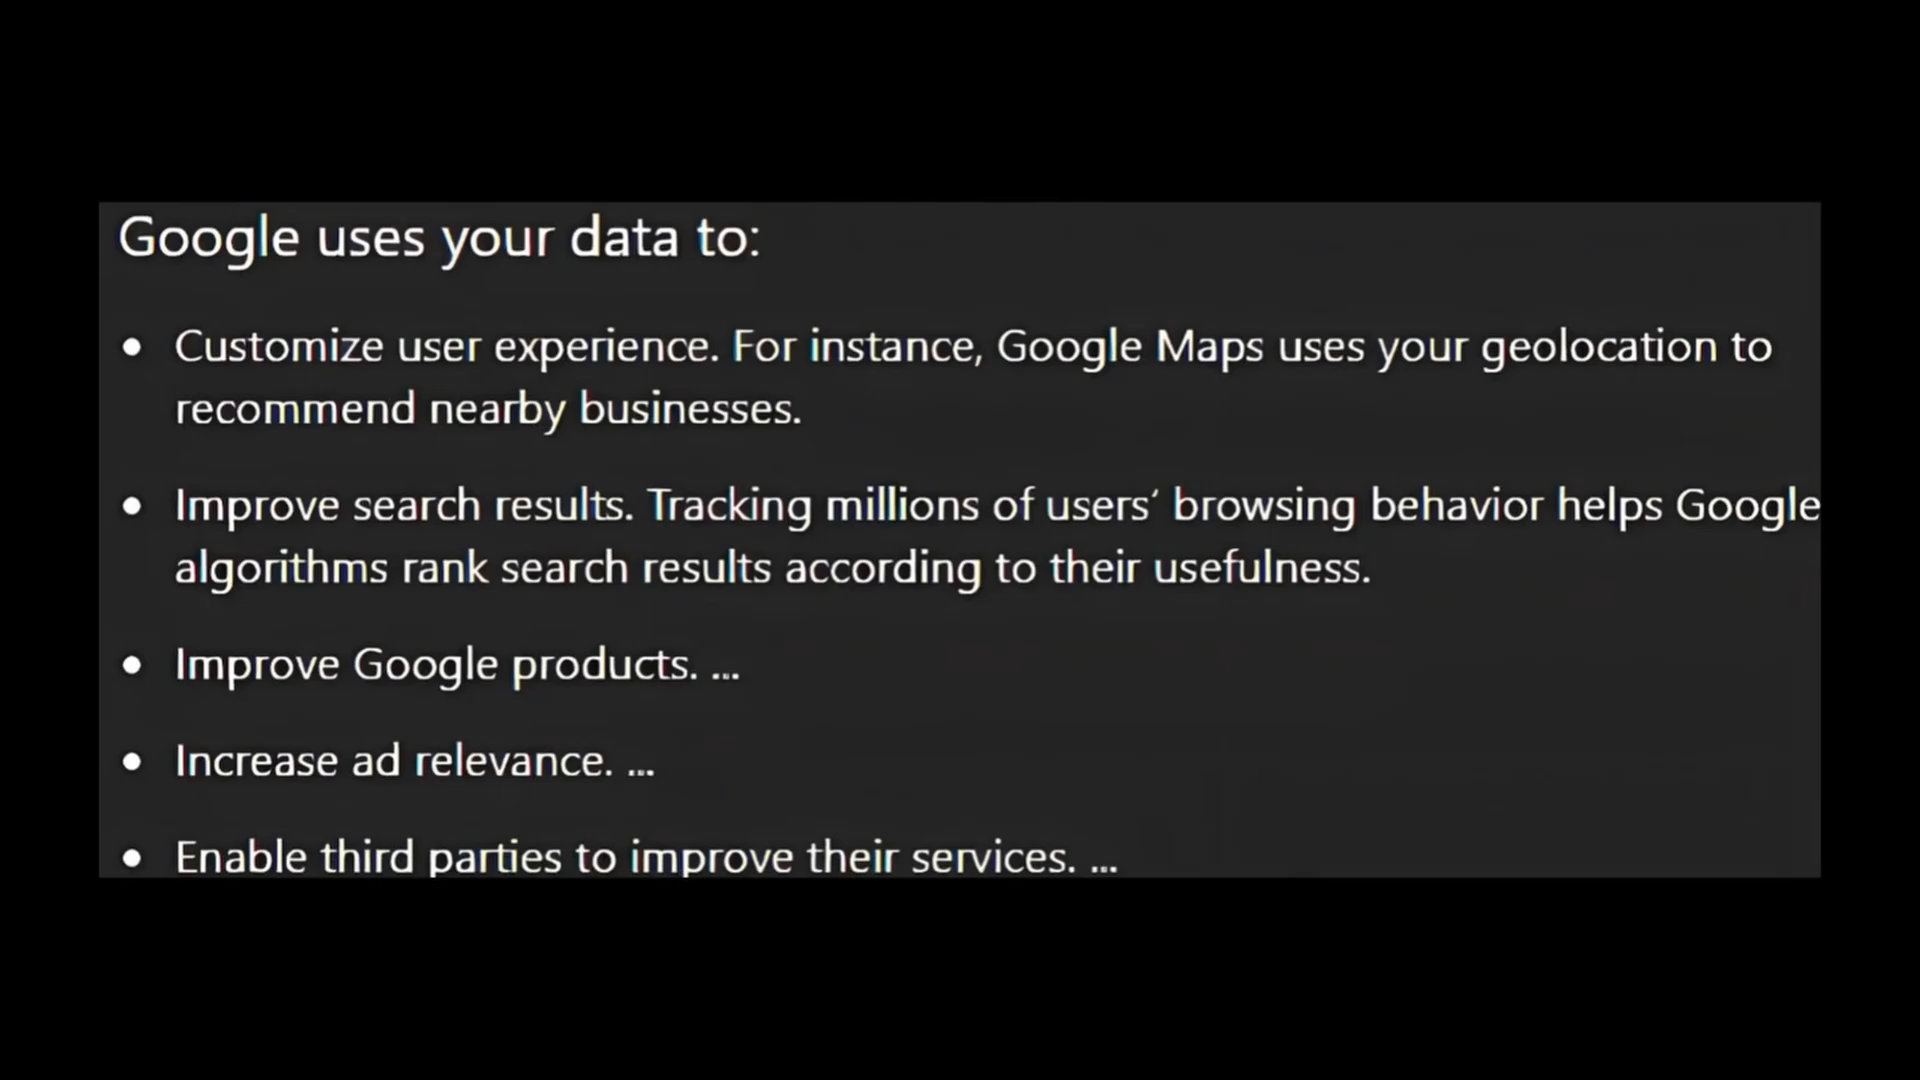 Google uses your data to:
• Customize user experience. For instance, Google Maps uses your geolocation to
recommend nearby businesses.
• Improve search results. Tracking millions of users‘ browsing behavior helps Google
algorithms rank search results according to their usefulness.
• Improve Google products. ...
• Increase ad relevance. ...
• Enable third parties to improve their services. ...